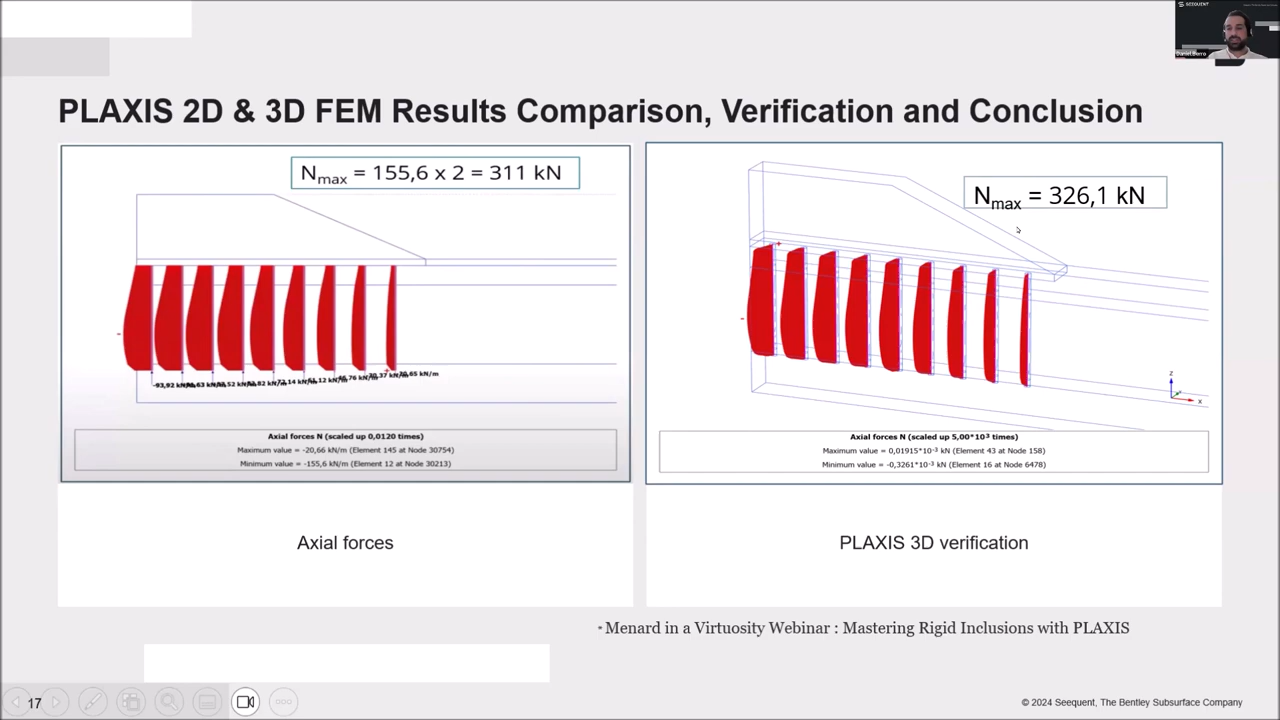 SEEQUENT
Daniel Berro
PLAXIS 2D & 3D FEM Results Comparison, Verification and Conclusion
Nmax = 155,6 x 2 = 311 kN
Axial forces N (scaled up 0,0120 times)
Maximum value = -20,66 kN/m (Element 145 at Node 30754)
Minimum value = -155,6 kN/m (Element 12 at Node 30213)
Axial forces
Nmax = 326,1 kN
z
x
Axial forces N (scaled up 5,00*10³ times)
Maximum value = 0,01915*10⁻³ kN (Element 43 at Node 158)
Minimum value = -0,3261*10⁻³ kN (Element 16 at Node 6478)
PLAXIS 3D verification
* Menard in a Virtuosity Webinar : Mastering Rigid Inclusions with PLAXIS
17
© 2024 Seequent, The Bentley Subsurface Company